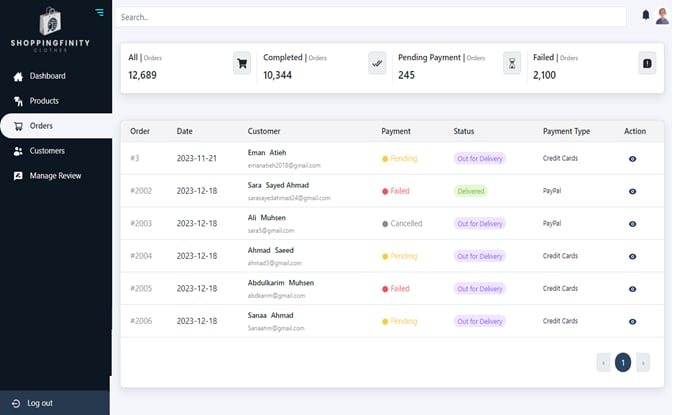 SHOPPINGFINITY
CLOTHES
Dashboard
Products
Orders
Customers
Manage Review
Log out
Search..
All | Orders
12,689
Completed | Orders
10,344
Pending Payment | Orders
245
Failed | Orders
2,100
Order Date Customer Payment Status Payment Type Action
#3 2023-11-21 Eman Atieh emanatieh2018@gmail.com Pending Out for Delivery Credit Cards
#2002 2023-12-18 Sara Sayed Ahmad sarasayedahmad24@gmail.com Failed Delivered PayPal
#2003 2023-12-18 Ali Muhsen sara5@gmail.com Cancelled Out for Delivery PayPal
#2004 2023-12-18 Ahmad Saeed ahmad3@gmail.com Pending Out for Delivery Credit Cards
#2005 2023-12-18 Abdulkarim Muhsen abdkarim@gmail.com Failed Out for Delivery Credit Cards
#2006 2023-12-18 Sanaa Ahmad Sanaahm@gmail.com Pending Out for Delivery Credit Cards
‹ 1 ›